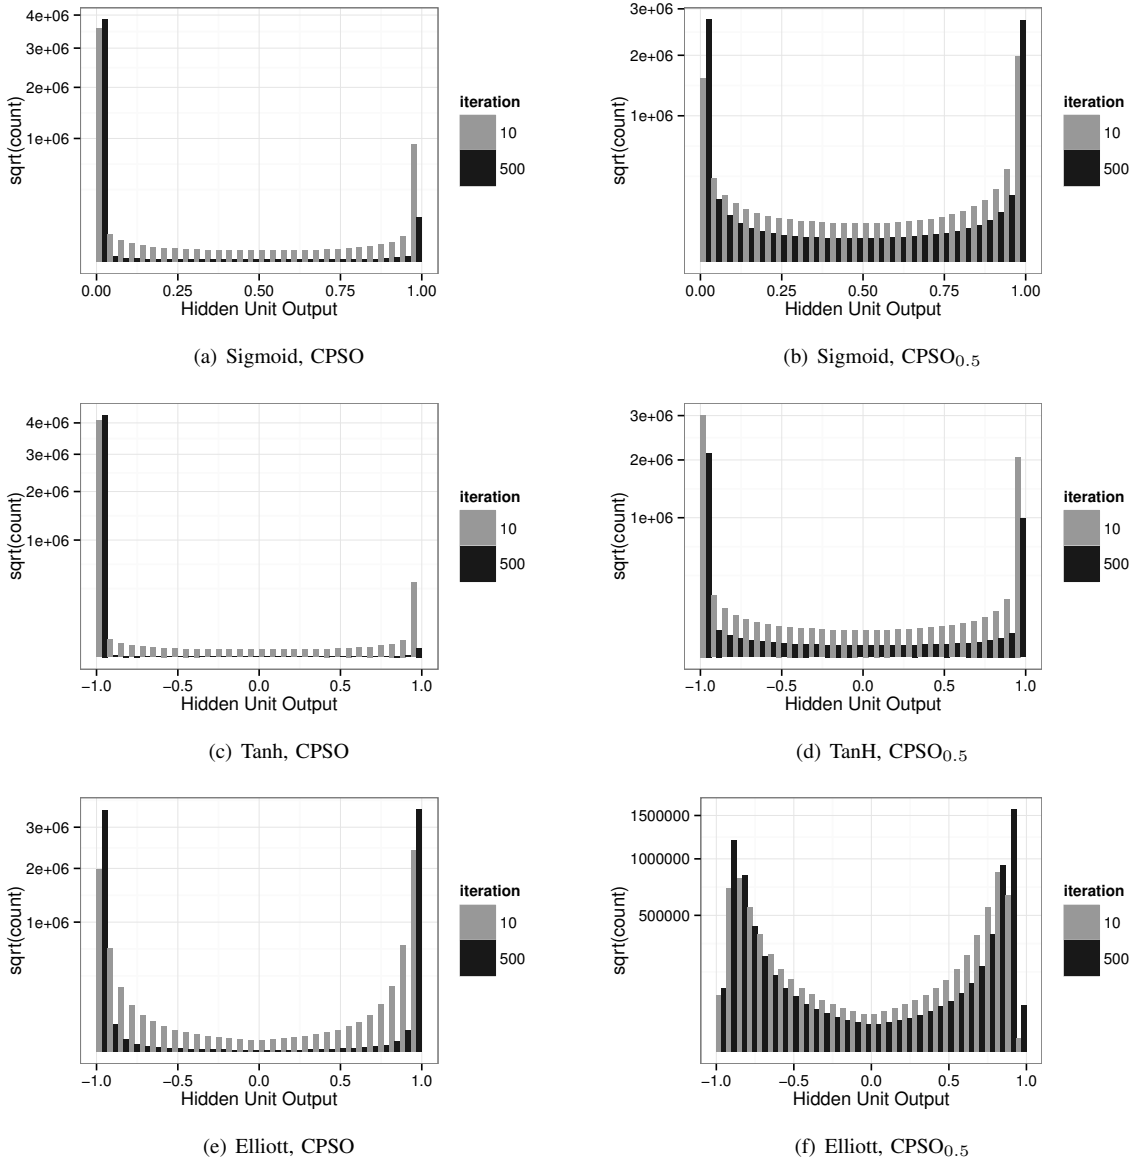 4e+06
3e+06
2e+06
1e+06
sqrt(count)
0.00 0.25 0.50 0.75 1.00
Hidden Unit Output
iteration
10
500
(a) Sigmoid, CPSO
3e+06
2e+06
1e+06
sqrt(count)
0.00 0.25 0.50 0.75 1.00
Hidden Unit Output
iteration
10
500
(b) Sigmoid, CPSO₀.₅
4e+06
3e+06
2e+06
1e+06
sqrt(count)
−1.0 −0.5 0.0 0.5 1.0
Hidden Unit Output
iteration
10
500
(c) Tanh, CPSO
3e+06
2e+06
1e+06
sqrt(count)
−1.0 −0.5 0.0 0.5 1.0
Hidden Unit Output
iteration
10
500
(d) TanH, CPSO₀.₅
3e+06
2e+06
1e+06
sqrt(count)
−1.0 −0.5 0.0 0.5 1.0
Hidden Unit Output
iteration
10
500
(e) Elliott, CPSO
1500000
1000000
500000
sqrt(count)
−1.0 −0.5 0.0 0.5 1.0
Hidden Unit Output
iteration
10
500
(f) Elliott, CPSO₀.₅